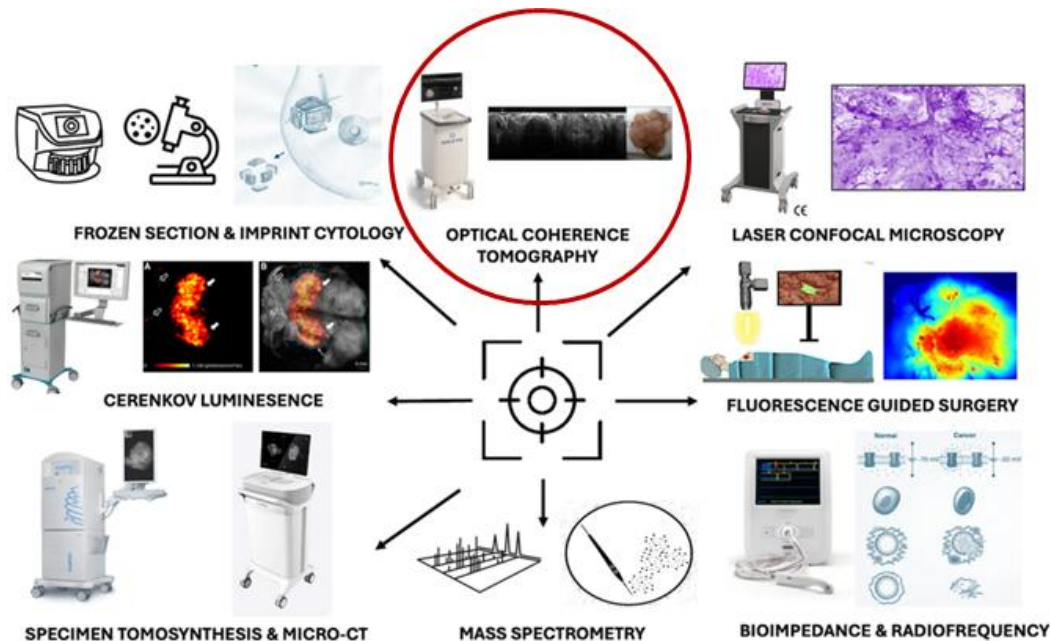 FROZEN SECTION & IMPRINT CYTOLOGY
OPTICAL COHERENCE
TOMOGRAPHY
CE
LASER CONFOCAL MICROSCOPY
A
B
CERENKOV LUMINESENCE
FLUORESCENCE GUIDED SURGERY
Normal
Cancer
SPECIMEN TOMOSYNTHESIS & MICRO-CT
MASS SPECTROMETRY
BIOIMPEDANCE & RADIOFREQUENCY